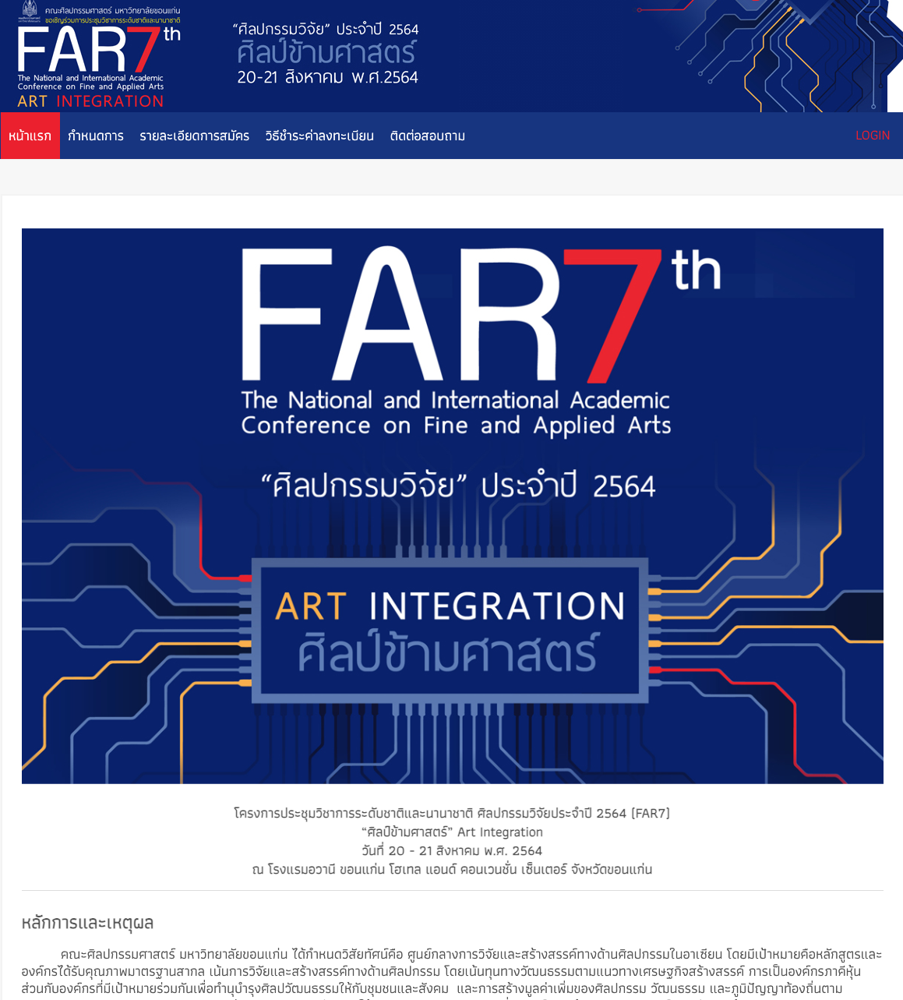 คณะศิลปกรรมศาสตร์ มหาวิทยาลัยขอนแก่น
ขอเชิญร่วมการประชุมวิชาการระดับชาติและนานาชาติ
FAR7th
The National and International Academic
Conference on Fine and Applied Arts
ART INTEGRATION
“ศิลปกรรมวิจัย” ประจำปี 2564
ศิลป์ข้ามศาสตร์
20-21 สิงหาคม พ.ศ.2564
หน้าแรก กำหนดการ รายละเอียดการสมัคร วิธีชำระค่าลงทะเบียน ติดต่อสอบถาม LOGIN
FAR7th
The National and International Academic
Conference on Fine and Applied Arts
“ศิลปกรรมวิจัย” ประจำปี 2564
ART INTEGRATION
ศิลป์ข้ามศาสตร์
โครงการประชุมวิชาการระดับชาติและนานาชาติ ศิลปกรรมวิจัยประจำปี 2564 (FAR7)
“ศิลป์ข้ามศาสตร์” Art Integration
วันที่ 20 - 21 สิงหาคม พ.ศ. 2564
ณ โรงแรมอวานี ขอนแก่น โฮเทล แอนด์ คอนเวนชั่น เซ็นเตอร์ จังหวัดขอนแก่น
หลักการและเหตุผล
คณะศิลปกรรมศาสตร์ มหาวิทยาลัยขอนแก่น ได้กำหนดวิสัยทัศน์คือ ศูนย์กลางการวิจัยและสร้างสรรค์ทางด้านศิลปกรรมในอาเซียน โดยมีเป้าหมายคือหลักสูตรและ
องค์กรได้รับคุณภาพมาตรฐานสากล เน้นการวิจัยและสร้างสรรค์ทางด้านศิลปกรรม โดยเน้นทุนทางวัฒนธรรมตามแนวทางเศรษฐกิจสร้างสรรค์ การเป็นองค์กรภาคีหุ้น
ส่วนกับองค์กรที่มีเป้าหมายร่วมกันเพื่อทำนุบำรุงศิลปวัฒนธรรมให้กับชุมชนและสังคม และการสร้างมูลค่าเพิ่มของศิลปกรรม วัฒนธรรม และภูมิปัญญาท้องถิ่นตาม